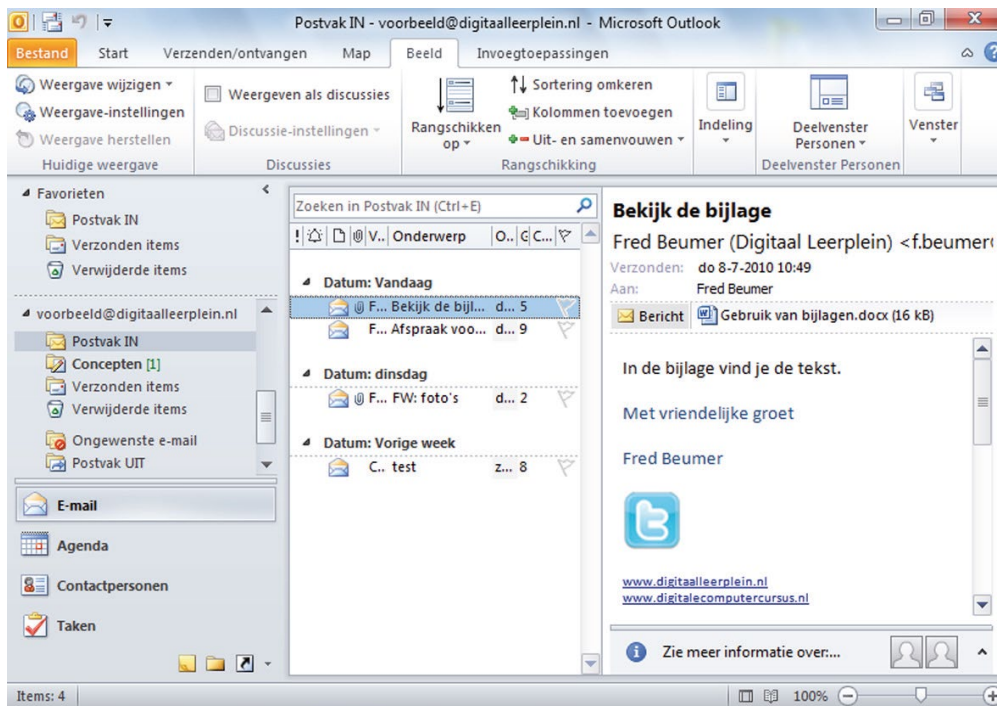 Postvak IN - voorbeeld@digitaalleerplein.nl - Microsoft Outlook
Bestand Start Verzenden/ontvangen Map Beeld Invoegtoepassingen
Weergave wijzigen
Weergave-instellingen
Weergave herstellen
Huidige weergave
Weergeven als discussies
Discussie-instellingen
Discussies
Rangschikken
op
Sortering omkeren
Kolommen toevoegen
Uit- en samenvouwen
Rangschikking
Indeling
Deelvenster
Personen
Deelvenster Personen
Venster
Favorieten
Postvak IN
Verzonden items
Verwijderde items
voorbeeld@digitaalleerplein.nl
Postvak IN
Concepten [1]
Verzonden items
Verwijderde items
Ongewenste e-mail
Postvak UIT
E-mail
Agenda
Contactpersonen
Taken
Zoeken in Postvak IN (Ctrl+E)
! V.. Onderwerp O.. G C...
Datum: Vandaag
F... Bekijk de bijl... d... 5
F... Afspraak voo... d... 9
Datum: dinsdag
F... FW: foto's d... 2
Datum: Vorige week
C.. test z... 8
Bekijk de bijlage
Fred Beumer (Digitaal Leerplein) <f.beumer
Verzonden: do 8-7-2010 10:49
Aan: Fred Beumer
Bericht Gebruik van bijlagen.docx (16 kB)
In de bijlage vind je de tekst.
Met vriendelijke groet
Fred Beumer
www.digitaalleerplein.nl
www.digitalecomputercursus.nl
Zie meer informatie over:...
Items: 4
100%